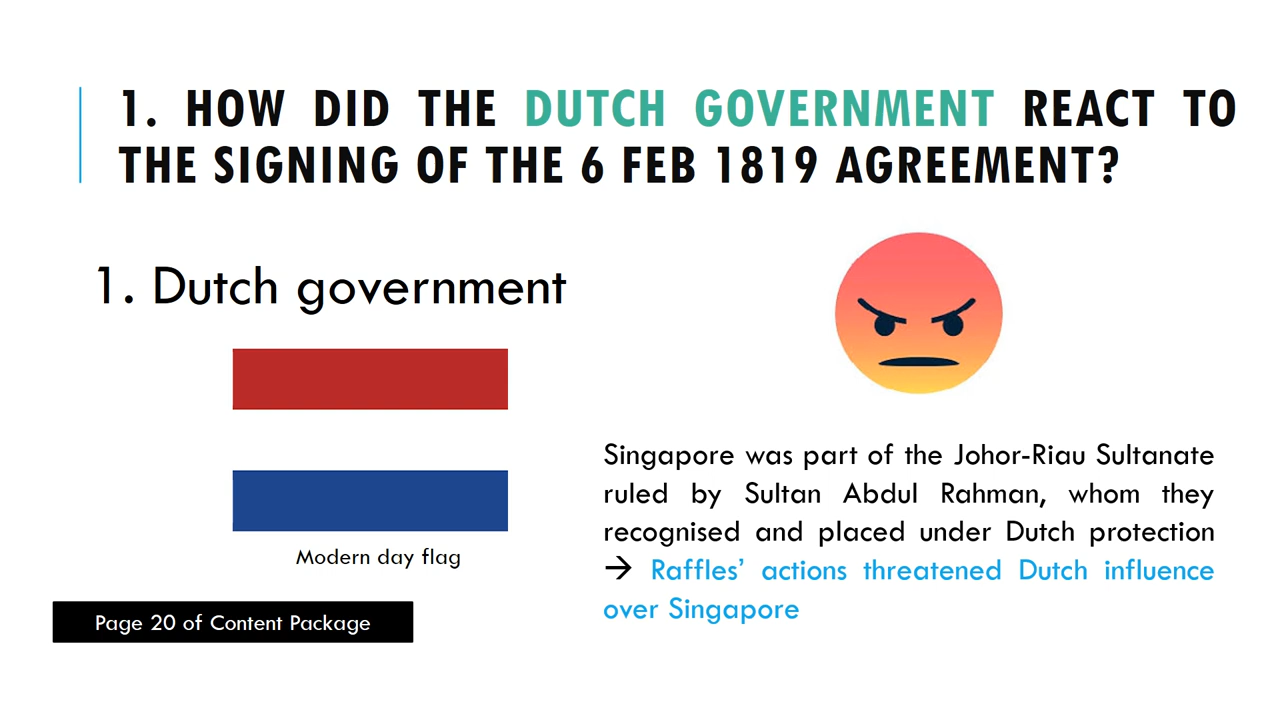 1. HOW DID THE DUTCH GOVERNMENT REACT TO
THE SIGNING OF THE 6 FEB 1819 AGREEMENT?
1. Dutch government
Modern day flag
Page 20 of Content Package
Singapore was part of the Johor-Riau Sultanate
ruled by Sultan Abdul Rahman, whom they
recognised and placed under Dutch protection
→ Raffles’ actions threatened Dutch influence
over Singapore